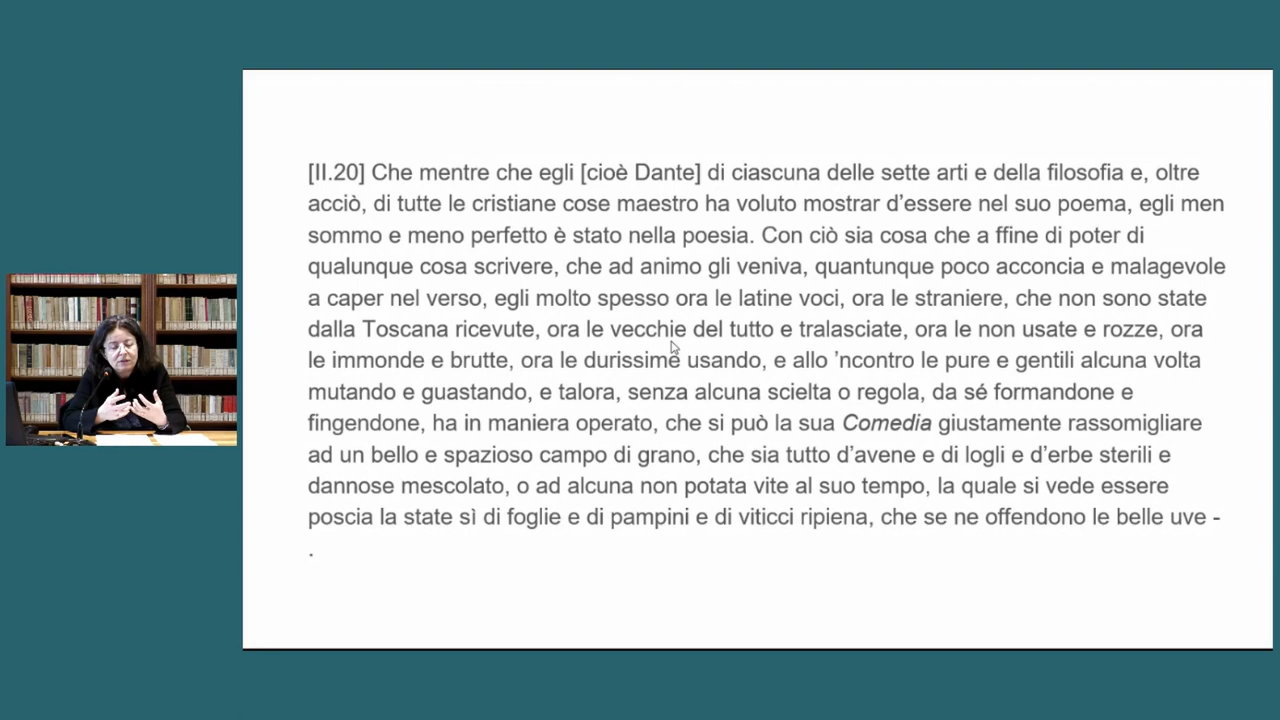 [II.20] Che mentre che egli [cioè Dante] di ciascuna delle sette arti e della filosofia e, oltre
acciò, di tutte le cristiane cose maestro ha voluto mostrar d’essere nel suo poema, egli men
sommo e meno perfetto è stato nella poesia. Con ciò sia cosa che a ffine di poter di
qualunque cosa scrivere, che ad animo gli veniva, quantunque poco acconcia e malagevole
a caper nel verso, egli molto spesso ora le latine voci, ora le straniere, che non sono state
dalla Toscana ricevute, ora le vecchie del tutto e tralasciate, ora le non usate e rozze, ora
le immonde e brutte, ora le durissime usando, e allo ’ncontro le pure e gentili alcuna volta
mutando e guastando, e talora, senza alcuna scielta o regola, da sé formandone e
fingendone, ha in maniera operato, che si può la sua Comedia giustamente rassomigliare
ad un bello e spazioso campo di grano, che sia tutto d’avene e di logli e d’erbe sterili e
dannose mescolato, o ad alcuna non potata vite al suo tempo, la quale si vede essere
poscia la state sì di foglie e di pampini e di viticci ripiena, che se ne offendono le belle uve -
.